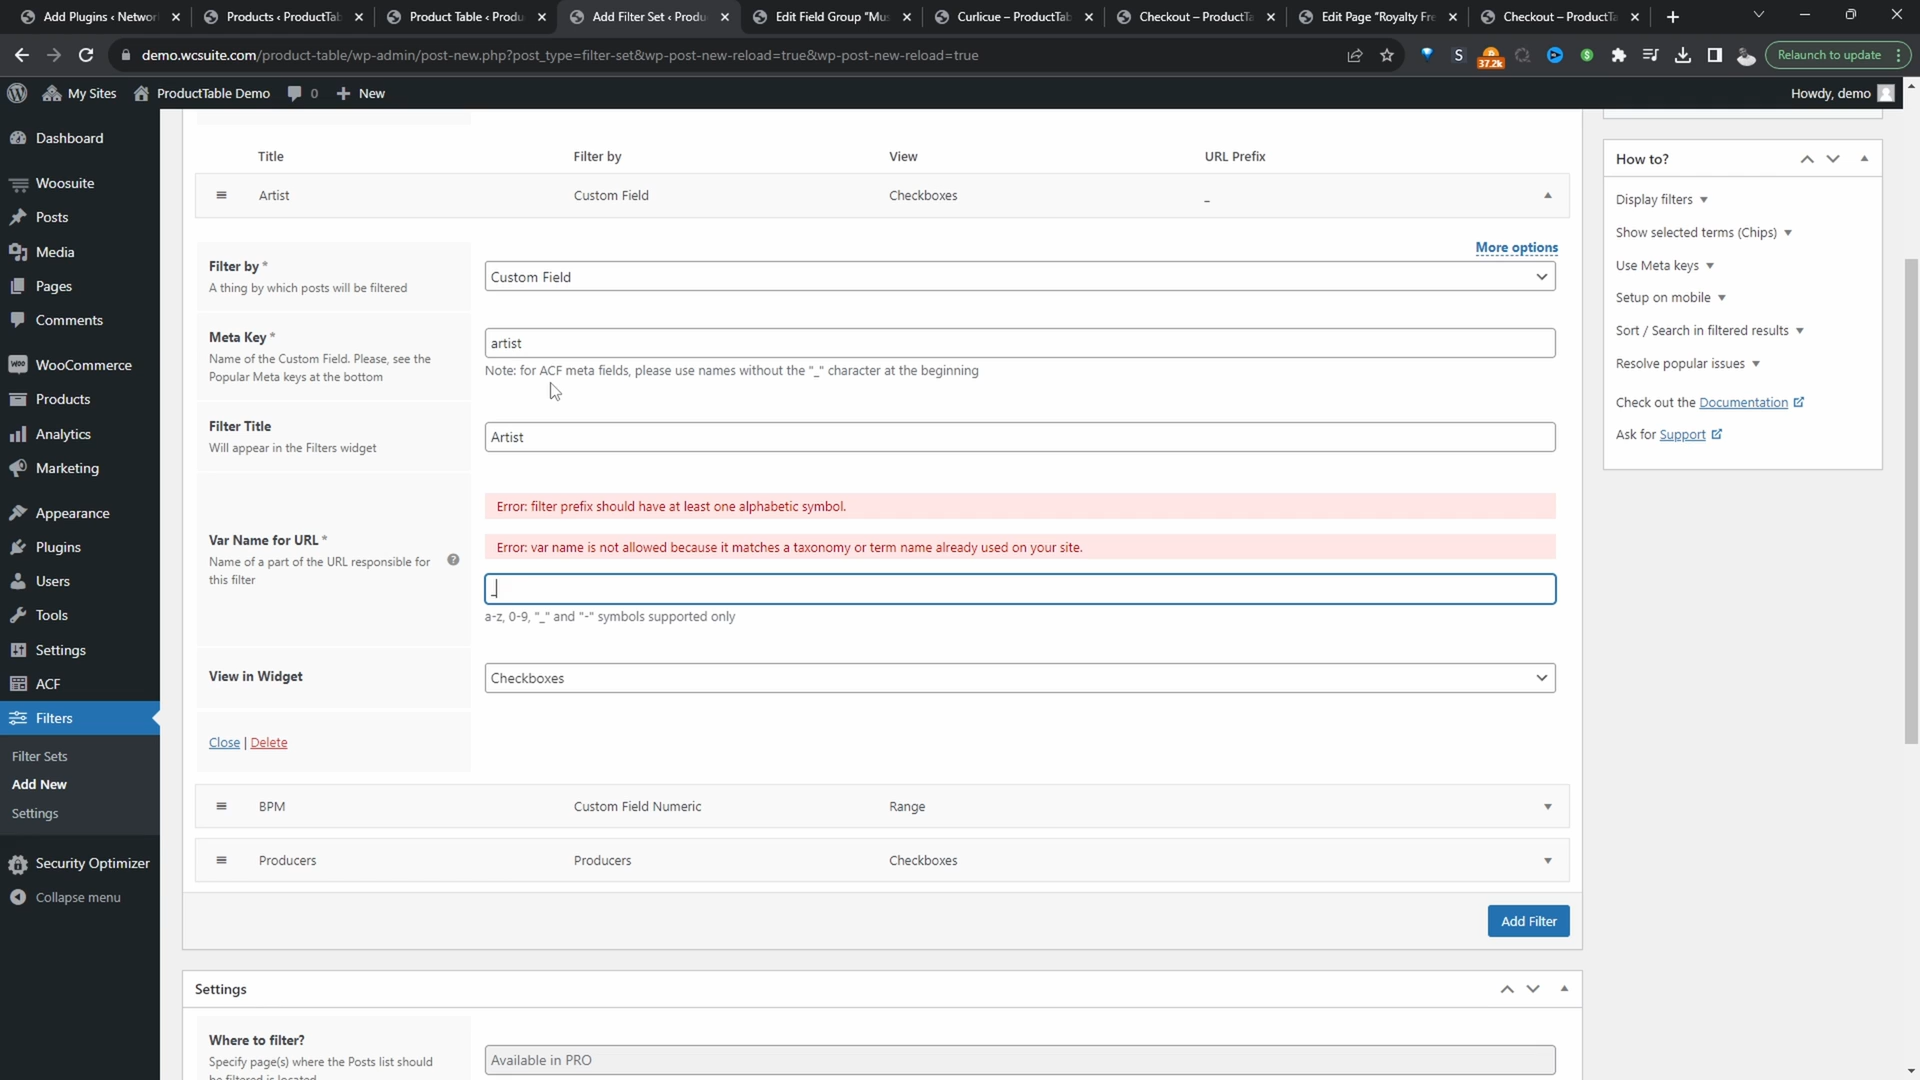 Add Plugins ‹ Networ
Products ‹ ProductTab
Product Table ‹ Produ
Add Filter Set ‹ Produ
Edit Field Group "Mus
Curlicue – ProductTab
Checkout – ProductTa
Edit Page "Royalty Fre
Checkout – ProductTa
demo.wcsuite.com/product-table/wp-admin/post-new.php?post_type=filter-set&wp-post-new-reload=true&wp-post-new-reload=true
S
37.2k
Relaunch to update
My Sites
ProductTable Demo
0
New
Howdy, demo
Dashboard
Woosuite
Posts
Media
Pages
Comments
WooCommerce
Products
Analytics
Marketing
Appearance
Plugins
Users
Tools
Settings
ACF
Filters
Filter Sets
Add New
Settings
Security Optimizer
Collapse menu
Title Filter by View URL Prefix
Artist Custom Field Checkboxes _
More options
Filter by *
A thing by which posts will be filtered
Custom Field
Meta Key *
Name of the Custom Field. Please, see the
Popular Meta keys at the bottom
artist
Note: for ACF meta fields, please use names without the "_" character at the beginning
Filter Title
Will appear in the Filters widget
Artist
Error: filter prefix should have at least one alphabetic symbol.
Error: var name is not allowed because it matches a taxonomy or term name already used on your site.
Var Name for URL *
Name of a part of the URL responsible for
this filter
_
a-z, 0-9, "_" and "-" symbols supported only
View in Widget
Checkboxes
Close | Delete
BPM Custom Field Numeric Range
Producers Producers Checkboxes
Add Filter
Settings
Where to filter?
Specify page(s) where the Posts list should
be filtered is located
Available in PRO
How to?
Display filters
Show selected terms (Chips)
Use Meta keys
Setup on mobile
Sort / Search in filtered results
Resolve popular issues
Check out the Documentation
Ask for Support